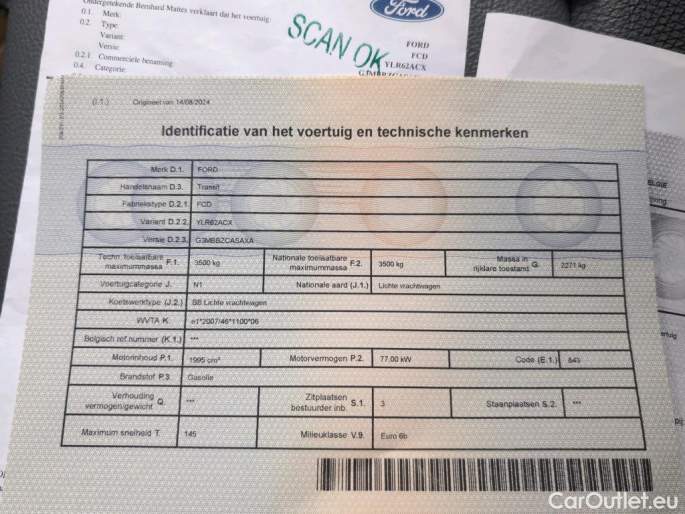 Ondergetekende Bernhard Mattes verklaart dat het voertuig:
0.1. Merk:
0.2. Type:
Variant:
Versie:
0.2.1 Commerciele benaming
0.4. Categorie:
Ford
SCAN OK
FORD
FCD
YLR62ACX
(I.1.) Origineel van 14/08/2024
Identificatie van het voertuig en technische kenmerken
Merk D.1. FORD
Handelsnaam D.3. Transit
Fabriekstype D.2.1. FCD
Variant D.2.2. YLR62ACX
Versie D.2.3. G3MBBZCASAXA
Techn. toelaatbare maximummassa F.1. 3500 kg Nationale toelaatbare maximummassa F.2. 3500 kg Massa in rijklare toestand G. 2271 kg
Voertuigcategorie J. N1 Nationale aard (J.1.) Lichte vrachtwagen
Koetswerktype (J.2.) BB Lichte vrachtwagen
WVTA K. e1*2007/46*1100*06
Belgisch ref.nummer (K.1.) ***
Motorinhoud P.1. 1995 cm³ Motorvermogen P.2. 77,00 kW Code (E.1.) 843
Brandstof P.3. Gasolie
Verhouding vermogen/gewicht Q. *** Zitplaatsen bestuurder inb. S.1. 3 Staanplaatsen S.2. ***
Maximum snelheid T. 145 Milieuklasse V.9. Euro 6b
CarOutlet.eu